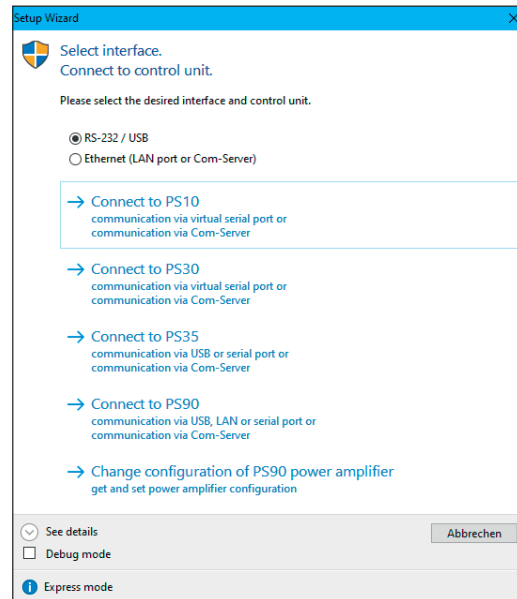 Setup Wizard
Select interface.
Connect to control unit.
Please select the desired interface and control unit.
RS-232 / USB
Ethernet (LAN port or Com-Server)
Connect to PS10
communication via virtual serial port or
communication via Com-Server
Connect to PS30
communication via virtual serial port or
communication via Com-Server
Connect to PS35
communication via USB or serial port or
communication via Com-Server
Connect to PS90
communication via USB, LAN or serial port or
communication via Com-Server
Change configuration of PS90 power amplifier
get and set power amplifier configuration
See details
Abbrechen
Debug mode
Express mode